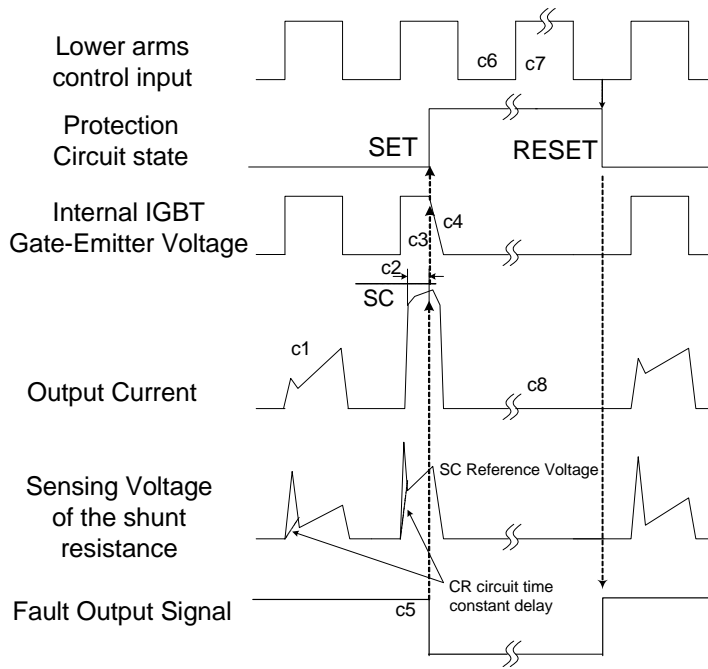 Lower arms
control input
c6
c7
Protection
Circuit state
SET
RESET
Internal IGBT
Gate-Emitter Voltage
c3
c4
c2
SC
c1
Output Current
c8
SC Reference Voltage
Sensing Voltage
of the shunt
resistance
CR circuit time
constant delay
Fault Output Signal
c5